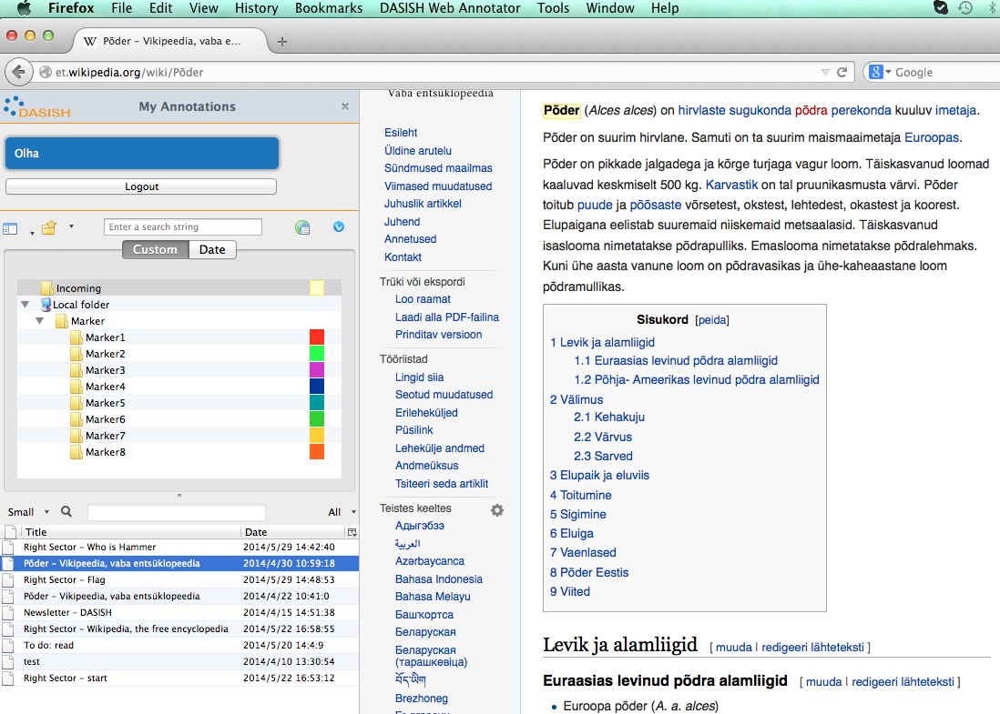 Firefox File Edit View History Bookmarks DASISH Web Annotator Tools Window Help
W Põder – Vikipeedia, vaba e...
et.wikipedia.org/wiki/Põder
8 Google
DASISH My Annotations
Olha
Logout
Enter a search string
Custom Date
Incoming
Local folder
Marker
Marker1
Marker2
Marker3
Marker4
Marker5
Marker6
Marker7
Marker8
Small All
Title Date
Right Sector – Who is Hammer 2014/5/29 14:42:40
Põder – Vikipeedia, vaba entsüklopeedia 2014/4/30 10:59:18
Right Sector – Flag 2014/5/29 14:48:53
Põder – Vikipeedia, vaba entsüklopeedia 2014/4/22 10:41:0
Newsletter – DASISH 2014/4/15 14:51:38
Right Sector – Wikipedia, the free encyclopedia 2014/5/22 16:58:55
To do: read 2014/5/20 14:4:9
test 2014/4/10 13:30:54
Right Sector – start 2014/5/22 16:53:12
Vaba entsüklopeedia
Esileht
Üldine arutelu
Sündmused maailmas
Viimased muudatused
Juhuslik artikkel
Juhend
Annetused
Kontakt
Trüki või ekspordi
Loo raamat
Laadi alla PDF-failina
Prinditav versioon
Tööriistad
Lingid siia
Seotud muudatused
Erileheküljed
Püsilink
Lehekülje andmed
Andmeüksus
Tsiteeri seda artiklit
Teistes keeltes
Адыгэбзэ
العربية
Azərbaycanca
Bahasa Indonesia
Bahasa Melayu
Башҡортса
Беларуская
Беларуская
(тарашкевіца)
བོད་ཡིག
Brezhoneg
Põder (Alces alces) on hirvlaste sugukonda põdra perekonda kuuluv imetaja.
Põder on suurim hirvlane. Samuti on ta suurim maismaaimetaja Euroopas.
Põder on pikkade jalgadega ja kõrge turjaga vagur loom. Täiskasvanud loomad
kaaluvad keskmiselt 500 kg. Karvastik on tal pruunikasmusta värvi. Põder
toitub puude ja põõsaste võrsetest, okstest, lehtedest, okastest ja koorest.
Elupaigana eelistab suuremaid niiskemaid metsaalasid. Täiskasvanud
isaslooma nimetatakse põdrapulliks. Emaslooma nimetatakse põdralehmaks.
Kuni ühe aasta vanune loom on põdravasikas ja ühe-kaheaastane loom
põdramullikas.
Sisukord [peida]
1 Levik ja alamliigid
1.1 Euraasias levinud põdra alamliigid
1.2 Põhja- Ameerikas levinud põdra alamliigid
2 Välimus
2.1 Kehakuju
2.2 Värvus
2.3 Sarved
3 Elupaik ja eluviis
4 Toitumine
5 Sigimine
6 Eluiga
7 Vaenlased
8 Põder Eestis
9 Viited
Levik ja alamliigid [ muuda | redigeeri lähteteksti ]
Euraasias levinud põdra alamliigid [ muuda | redigeeri lähteteksti ]
• Euroopa põder (A. a. alces)